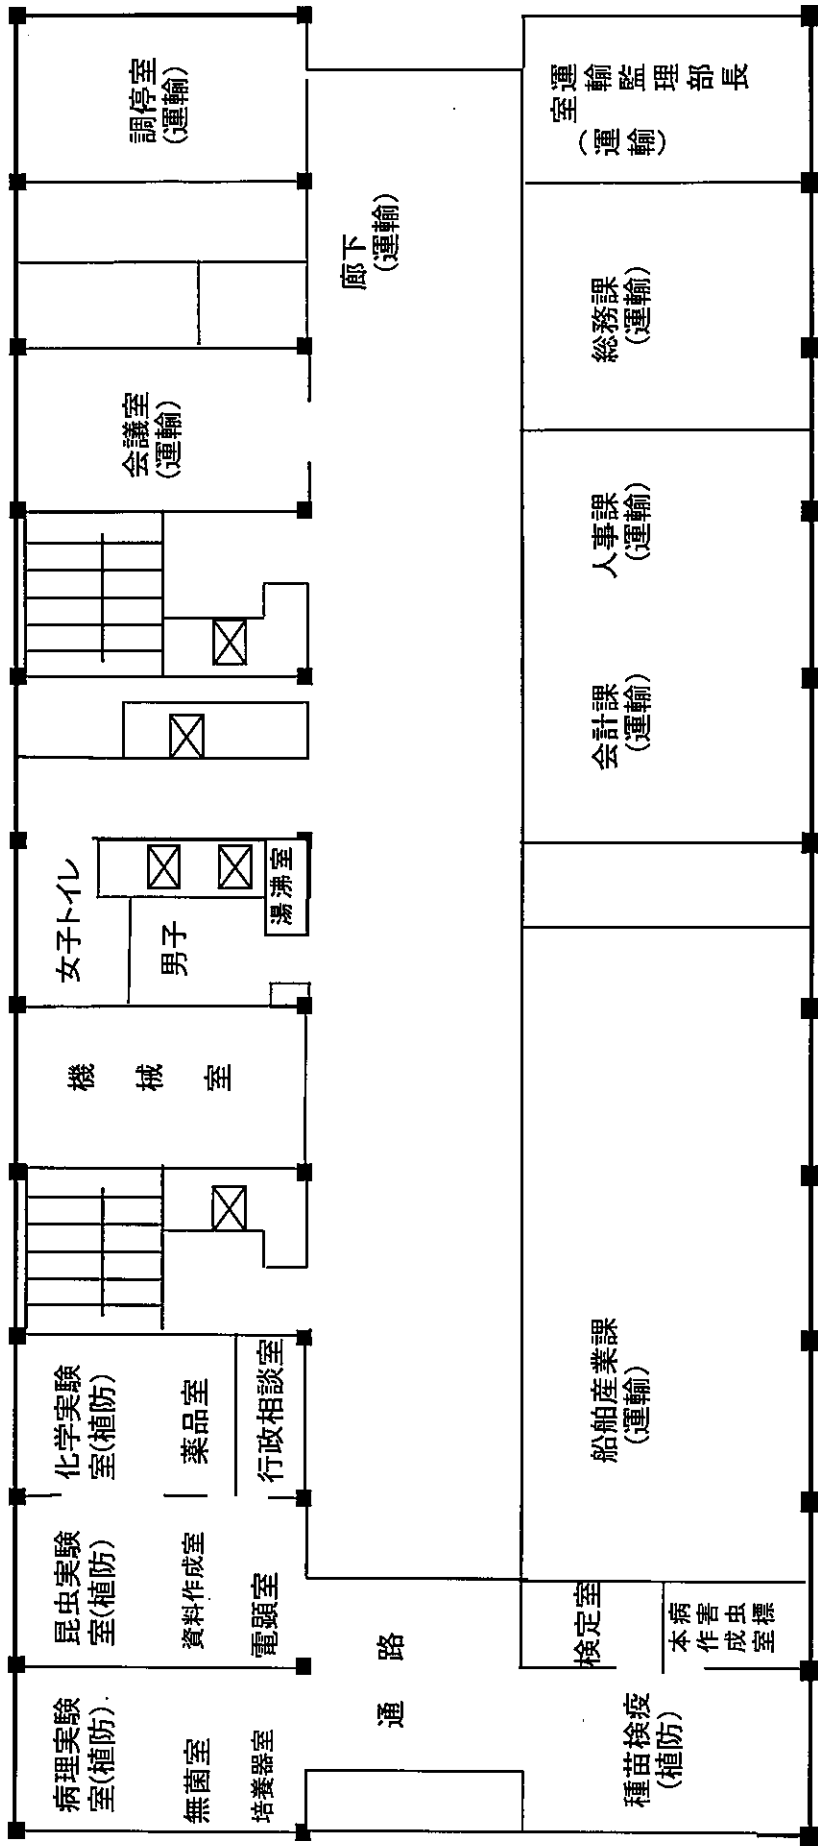 病理実験
室(植防)
無菌室
培養器室
昆虫実験
室(植防)
資料作成室
電顕室
化学実験
室(植防)
薬品室
行政相談室
機械室
女子トイレ
男子
湯沸室
会議室
(運輸)
調停室
(運輸)
通路
廊下
(運輸)
種苗検疫
(植防)
検定室
病害虫標
本作成室
船舶産業課
(運輸)
会計課
(運輸)
人事課
(運輸)
総務課
(運輸)
運輸監理部長
室
(運輸)